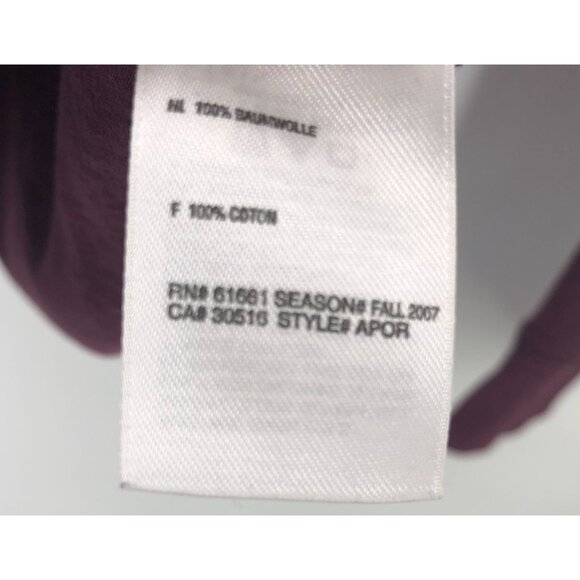 NL 100% BAUMWOLLE
F 100% COTON
RN# 61661 SEASON# FALL 2007
CA# 30516 STYLE# APOR